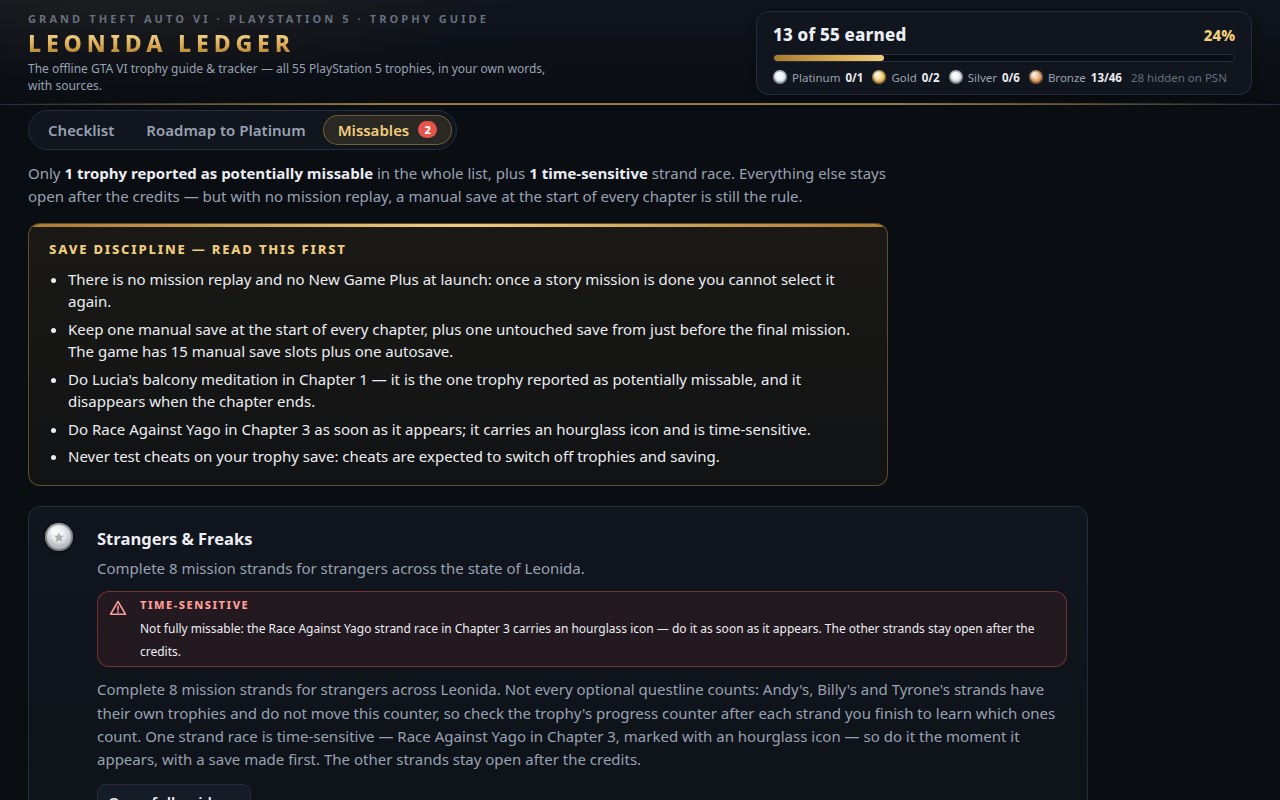 GRAND THEFT AUTO VI · PLAYSTATION 5 · TROPHY GUIDE
LEONIDA LEDGER
The offline GTA VI trophy guide & tracker — all 55 PlayStation 5 trophies, in your own words,
with sources.
13 of 55 earned
24%
Platinum 0/1 Gold 0/2 Silver 0/6 Bronze 13/46 28 hidden on PSN
Checklist
Roadmap to Platinum
Missables 2
Only 1 trophy reported as potentially missable in the whole list, plus 1 time-sensitive strand race. Everything else stays
open after the credits — but with no mission replay, a manual save at the start of every chapter is still the rule.
SAVE DISCIPLINE — READ THIS FIRST
• There is no mission replay and no New Game Plus at launch: once a story mission is done you cannot select it
again.
• Keep one manual save at the start of every chapter, plus one untouched save from just before the final mission.
The game has 15 manual save slots plus one autosave.
• Do Lucia's balcony meditation in Chapter 1 — it is the one trophy reported as potentially missable, and it
disappears when the chapter ends.
• Do Race Against Yago in Chapter 3 as soon as it appears; it carries an hourglass icon and is time-sensitive.
• Never test cheats on your trophy save: cheats are expected to switch off trophies and saving.
Strangers & Freaks
Complete 8 mission strands for strangers across the state of Leonida.
TIME-SENSITIVE
Not fully missable: the Race Against Yago strand race in Chapter 3 carries an hourglass icon — do it as soon as it appears. The other strands stay open after the
credits.
Complete 8 mission strands for strangers across Leonida. Not every optional questline counts: Andy's, Billy's and Tyrone's strands have
their own trophies and do not move this counter, so check the trophy's progress counter after each strand you finish to learn which ones
count. One strand race is time-sensitive — Race Against Yago in Chapter 3, marked with an hourglass icon — so do it the moment it
appears, with a save made first. The other strands stay open after the credits.